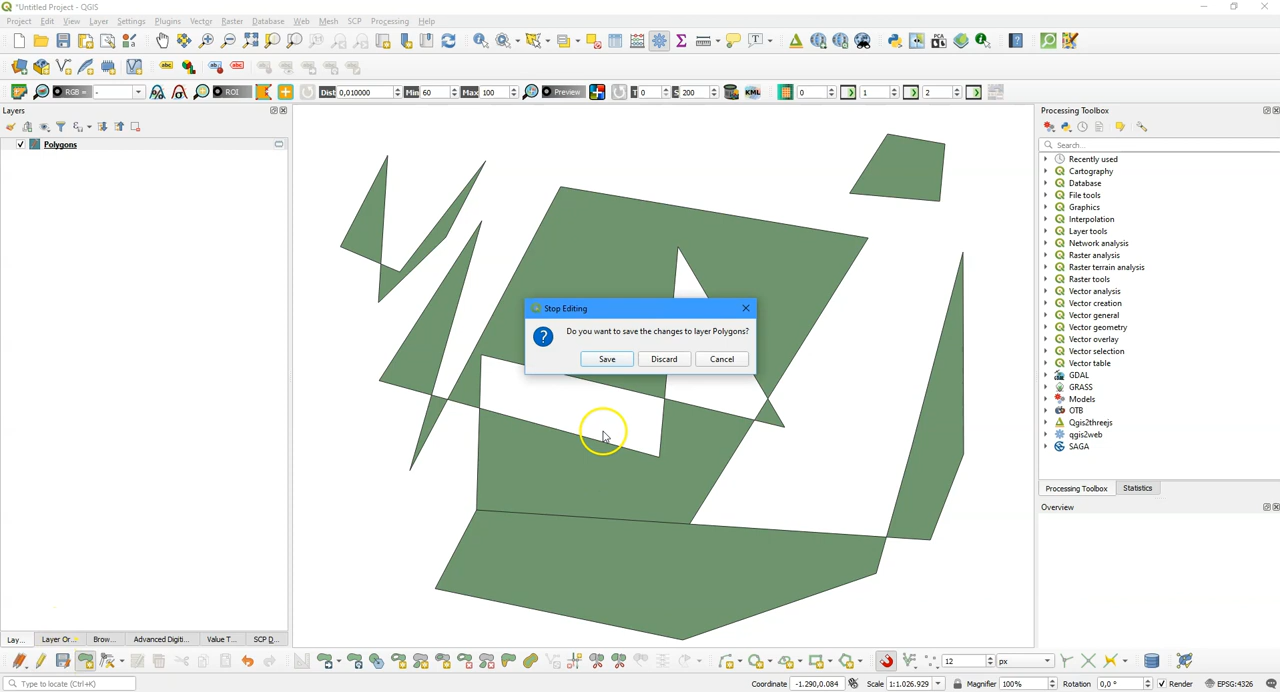 *Untitled Project - QGIS
Project Edit View Layer Settings Plugins Vector Raster Database Web Mesh SCP Processing Help
RGB = - ROI Dist 0,010000 Min 60 Max 100 Preview T 0 S 200 KML 0 1 2
Layers
Polygons
Processing Toolbox
Search...
Recently used
Cartography
Database
File tools
Graphics
Interpolation
Layer tools
Network analysis
Raster analysis
Raster terrain analysis
Raster tools
Vector analysis
Vector creation
Vector general
Vector geometry
Vector overlay
Vector selection
Vector table
GDAL
GRASS
Models
OTB
Qgis2threejs
qgis2web
SAGA
Processing Toolbox Statistics
Overview
Stop Editing
Do you want to save the changes to layer Polygons?
Save Discard Cancel
Lay... Layer Or... Brow... Advanced Digiti... Value T... SCP D...
12 px
Type to locate (Ctrl+K) Coordinate -1.290,0.084 Scale 1:1.026.929 Magnifier 100% Rotation 0,0 ° Render EPSG:4326